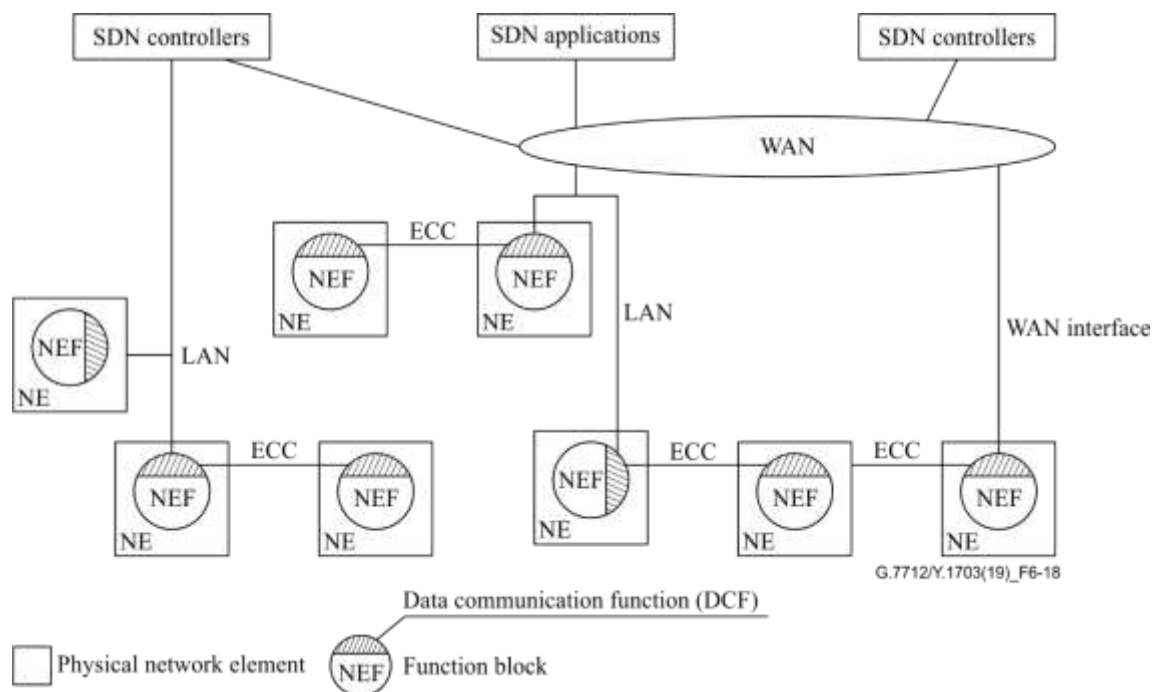 SDN controllers
SDN applications
SDN controllers
WAN
ECC
NEF
NE
NEF
NE
LAN
WAN interface
NEF
NE
LAN
ECC
NEF
NE
NEF
NE
ECC
ECC
NEF
NE
NEF
NE
NEF
NE
G.7712/Y.1703(19)_F6-18
Data communication function (DCF)
Physical network element
NEF
Function block